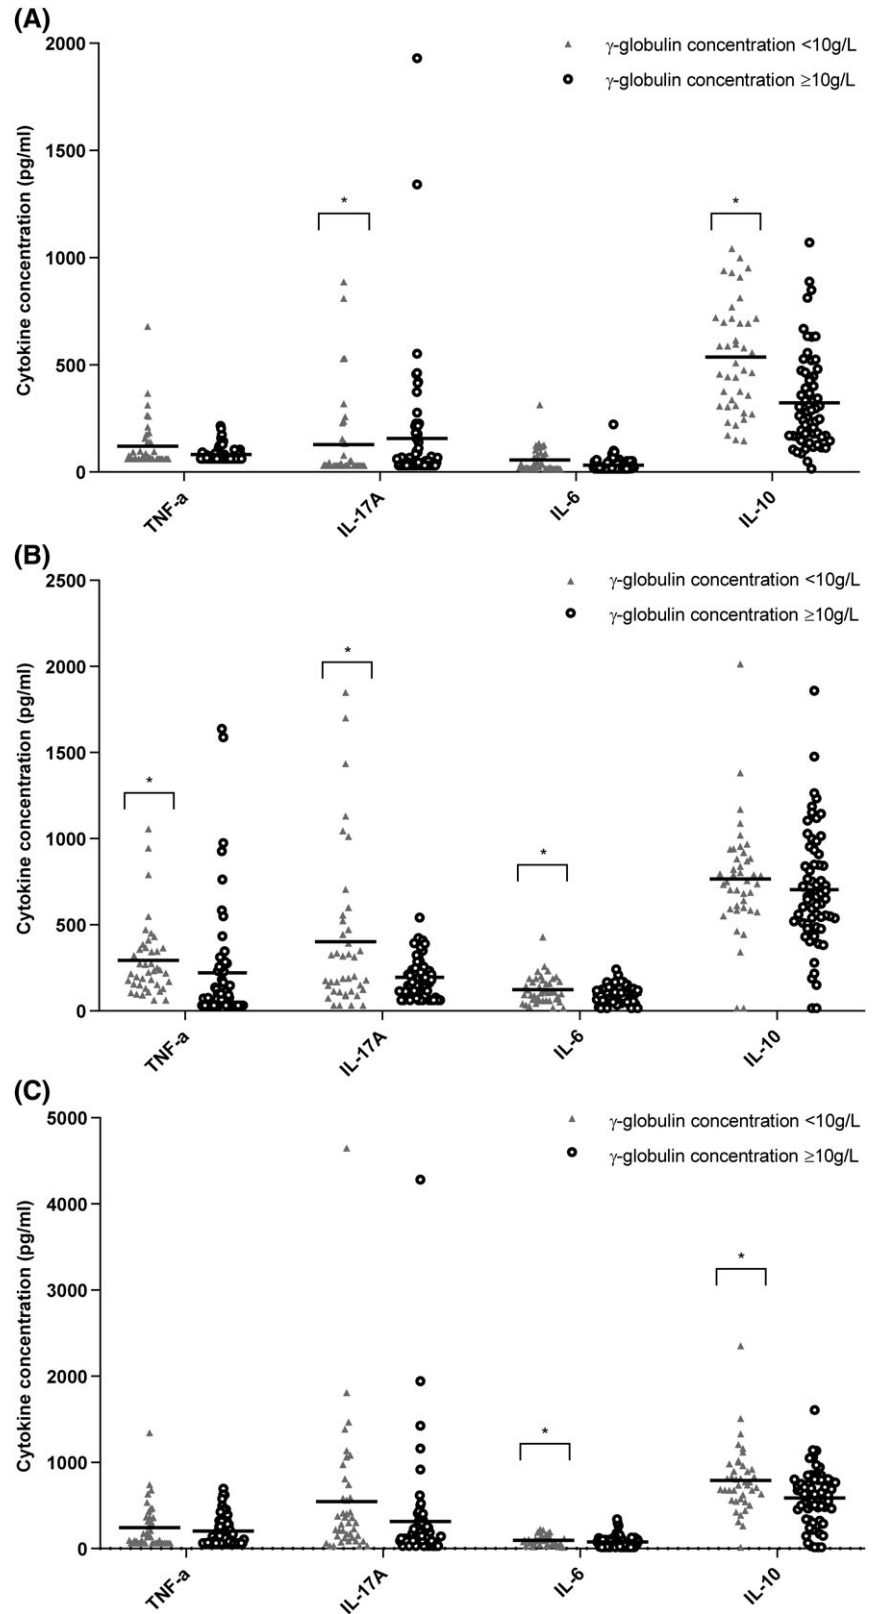 (A)
Cytokine concentration (pg/ml)
2000
1500
1000
500
0
γ-globulin concentration <10g/L
γ-globulin concentration ≥10g/L
*
*
TNF-a
IL-17A
IL-6
IL-10
(B)
Cytokine concentration (pg/ml)
2500
2000
1500
1000
500
0
γ-globulin concentration <10g/L
γ-globulin concentration ≥10g/L
*
*
*
TNF-a
IL-17A
IL-6
IL-10
(C)
Cytokine concentration (pg/ml)
5000
4000
3000
2000
1000
0
γ-globulin concentration <10g/L
γ-globulin concentration ≥10g/L
*
*
TNF-a
IL-17A
IL-6
IL-10